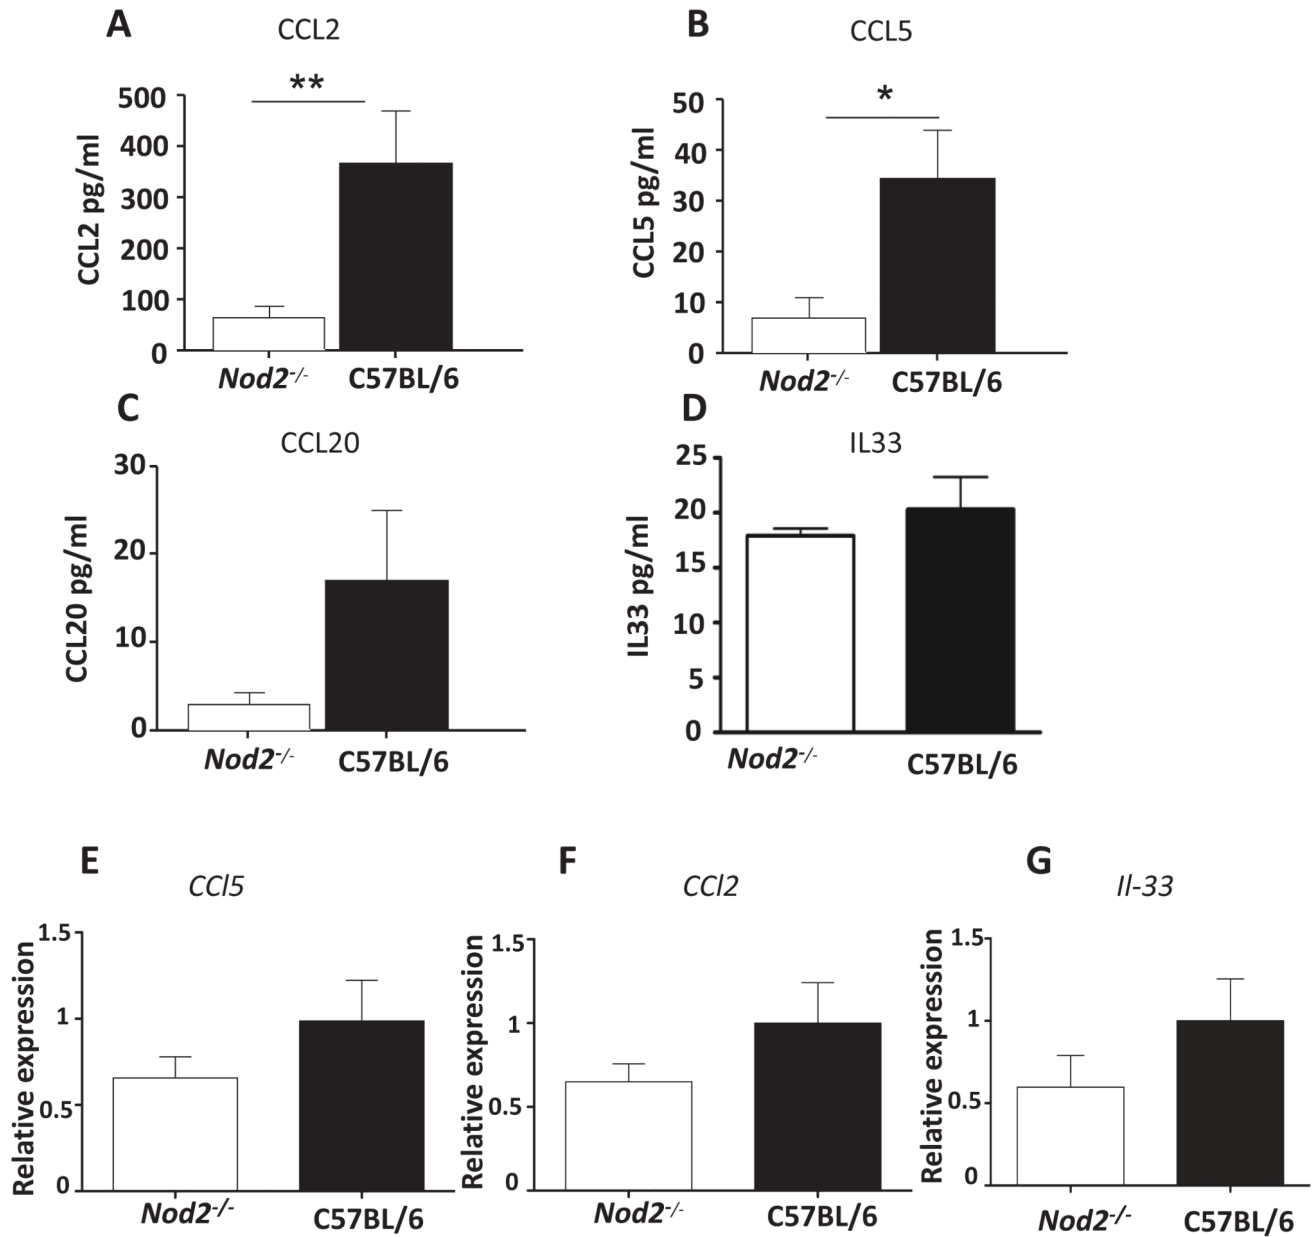 A
CCL2
**
CCL2 pg/ml
500
400
300
200
100
0
Nod2-/-
C57BL/6
B
CCL5
*
CCL5 pg/ml
50
40
30
20
10
0
Nod2-/-
C57BL/6
C
CCL20
CCL20 pg/ml
30
20
10
0
Nod2-/-
C57BL/6
D
IL33
IL33 pg/ml
25
20
15
10
5
0
Nod2-/-
C57BL/6
E
CCl5
Relative expression
1.5
1
0.5
0
Nod2-/-
C57BL/6
F
CCl2
Relative expression
1.5
1
0.5
0
Nod2-/-
C57BL/6
G
Il-33
Relative expression
1.5
1
0.5
0
Nod2-/-
C57BL/6